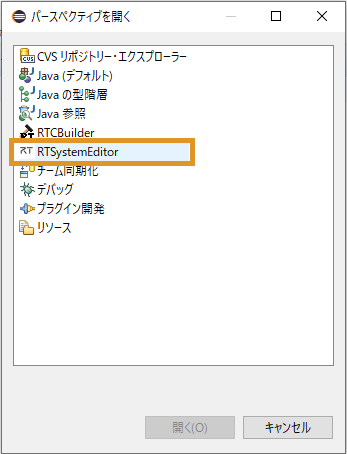 パースペクティブを開く
CVS リポジトリー・エクスプローラー
Java (デフォルト)
Java の型階層
Java 参照
RTCBuilder
RT RTSystemEditor
チーム同期化
デバッグ
プラグイン開発
リソース
開く(O)
キャンセル